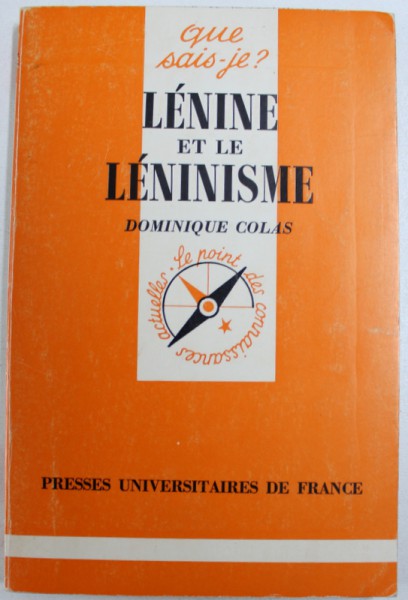 que
sais-je?
LÉNINE
ET LE
LÉNINISME
DOMINIQUE COLAS
Le point des connaissances actuelles.
PRESSES UNIVERSITAIRES DE FRANCE